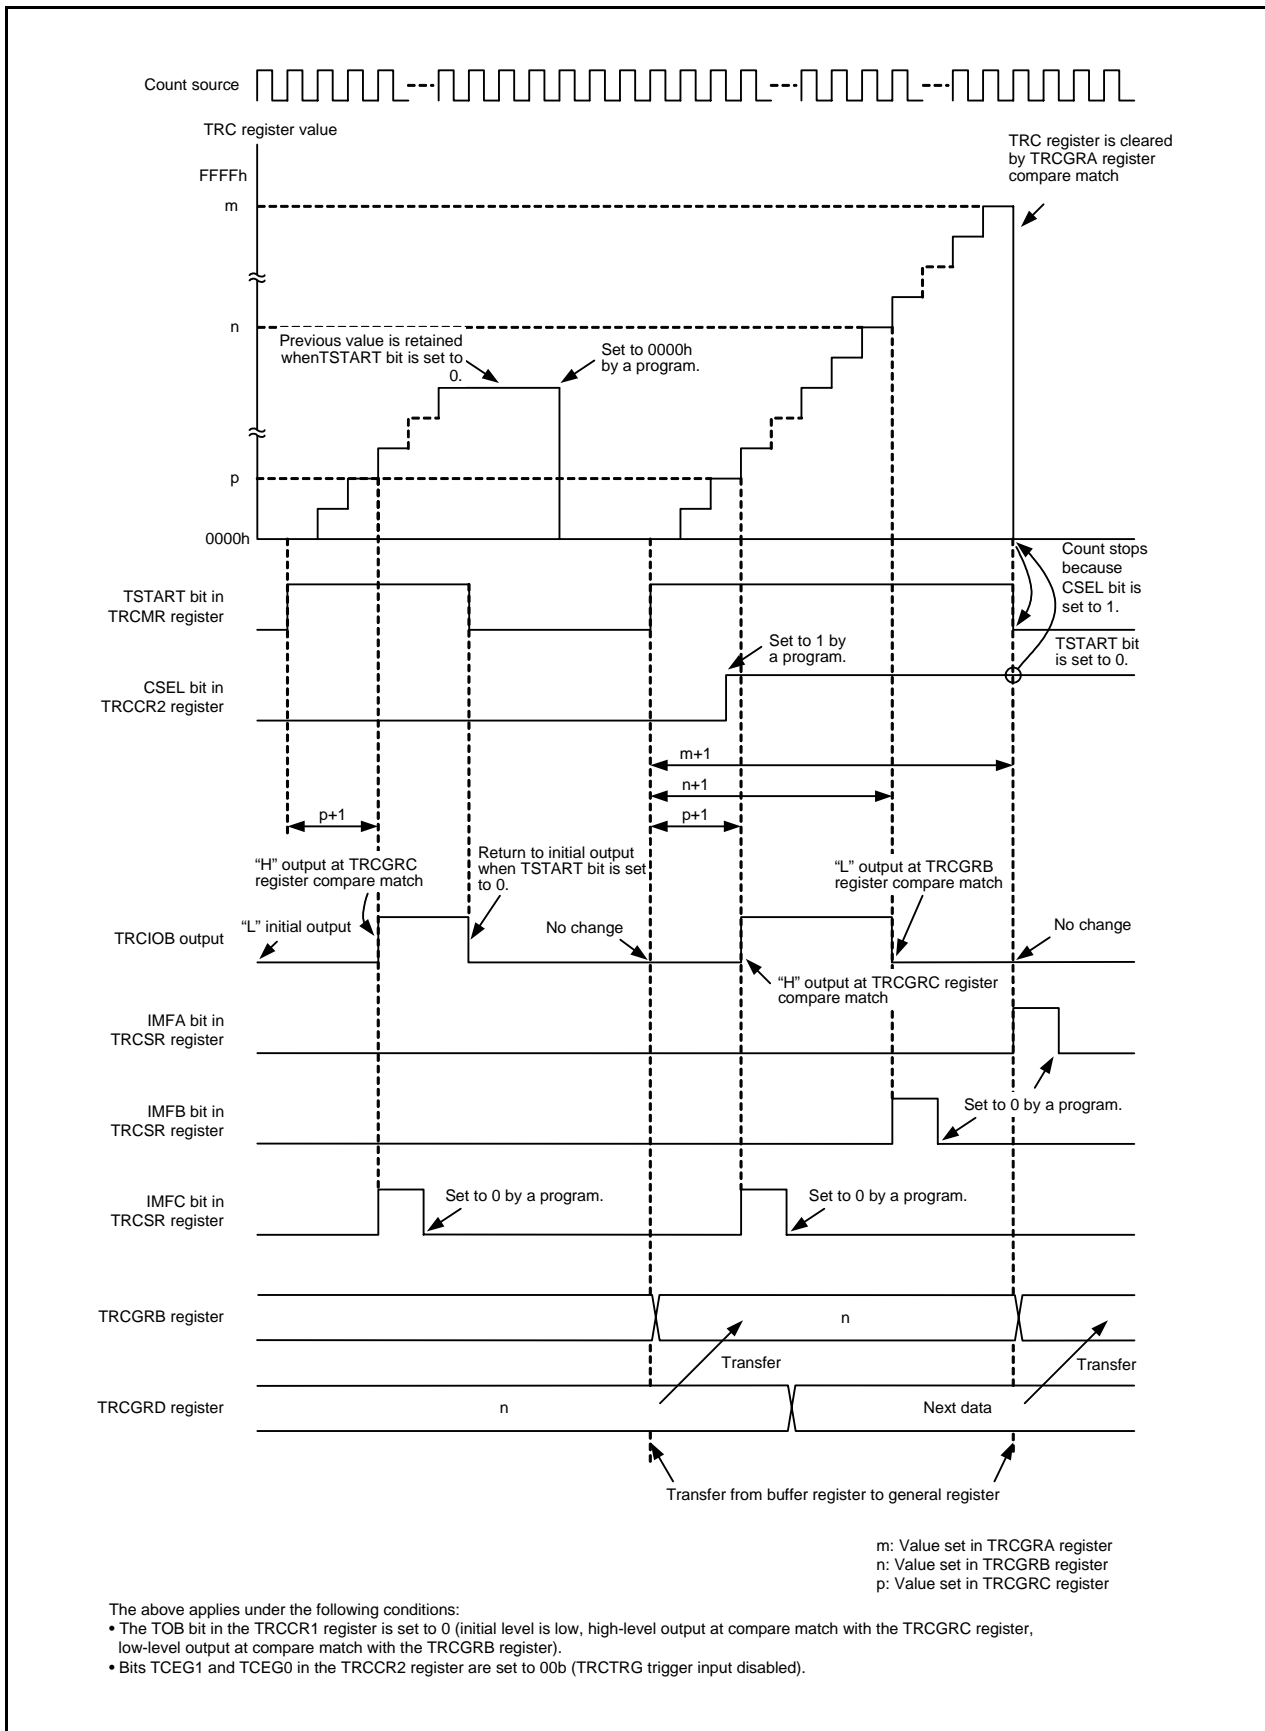 Count source
TRC register value
TRC register is cleared
by TRCGRA register
compare match
FFFFh
m
n
Previous value is retained
whenTSTART bit is set to
0.
Set to 0000h
by a program.
p
0000h
Count stops
because
CSEL bit is
set to 1.
TSTART bit in
TRCMR register
Set to 1 by
a program.
TSTART bit
is set to 0.
CSEL bit in
TRCCR2 register
m+1
n+1
p+1
p+1
“H” output at TRCGRC
register compare match
Return to initial output
when TSTART bit is set
to 0.
“L” output at TRCGRB
register compare match
“L” initial output
No change
No change
TRCIOB output
“H” output at TRCGRC register
compare match
IMFA bit in
TRCSR register
IMFB bit in
TRCSR register
Set to 0 by a program.
IMFC bit in
TRCSR register
Set to 0 by a program.
Set to 0 by a program.
TRCGRB register
n
Transfer
Transfer
TRCGRD register
n
Next data
Transfer from buffer register to general register
m: Value set in TRCGRA register
n: Value set in TRCGRB register
p: Value set in TRCGRC register
The above applies under the following conditions:
• The TOB bit in the TRCCR1 register is set to 0 (initial level is low, high-level output at compare match with the TRCGRC register,
low-level output at compare match with the TRCGRB register).
• Bits TCEG1 and TCEG0 in the TRCCR2 register are set to 00b (TRCTRG trigger input disabled).